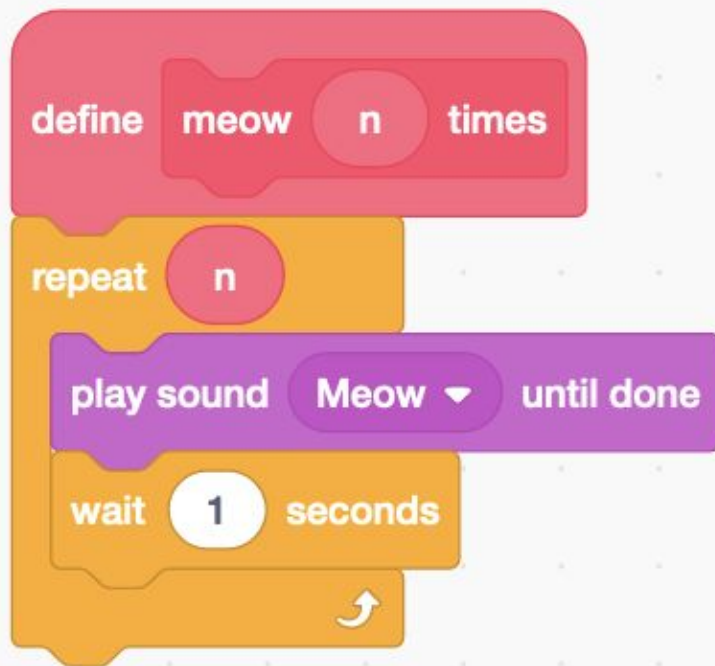 define meow n times
repeat n
play sound Meow until done
wait 1 seconds